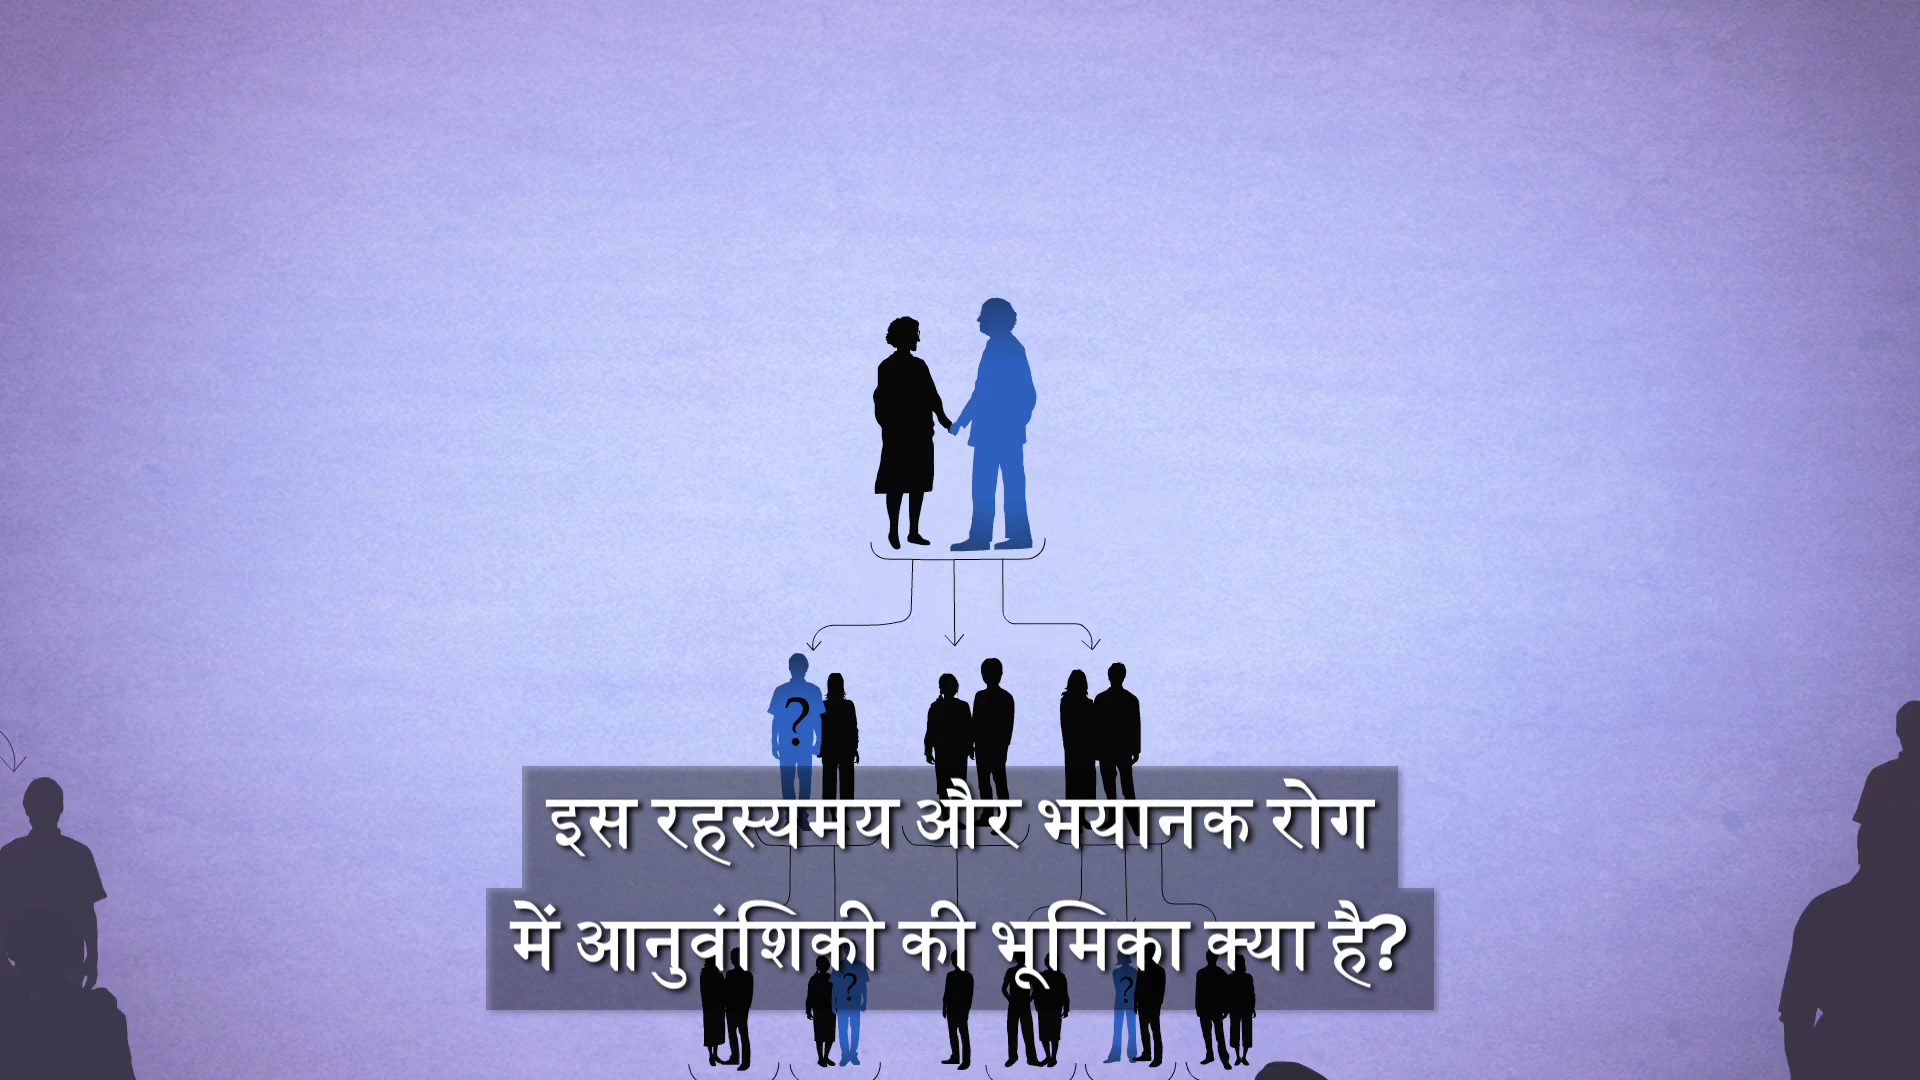 ?
इस रहस्यमय और भयानक रोग
में आनुवंशिकी की भूमिका क्या है?
? ?